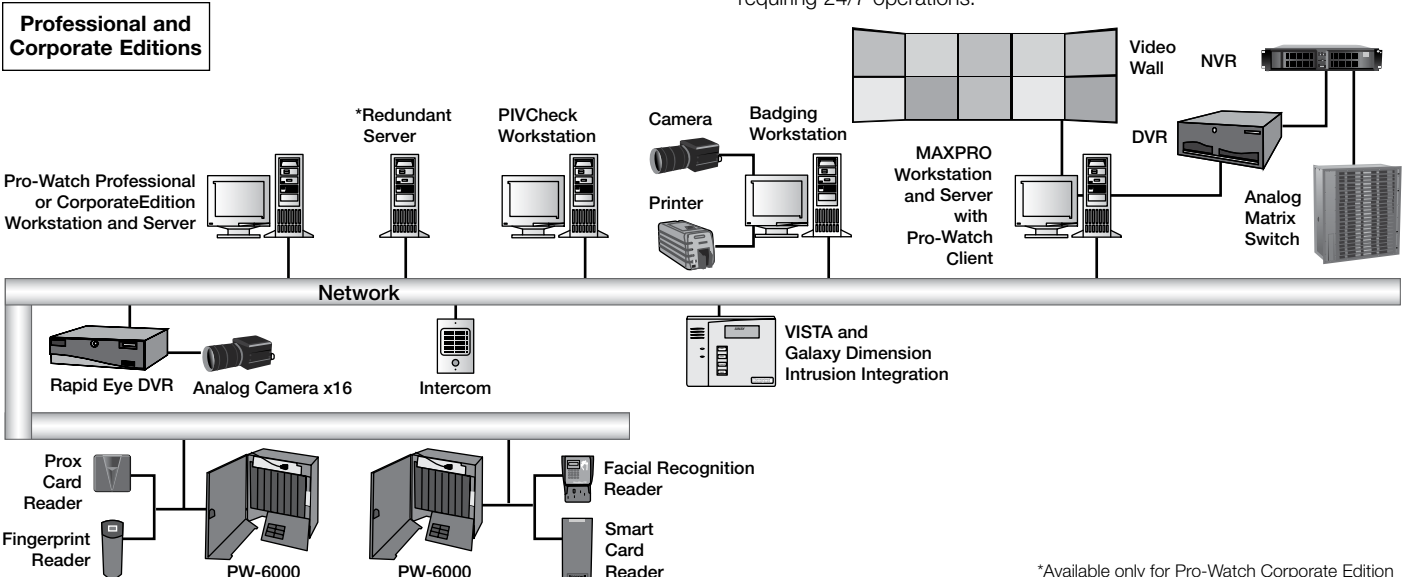 requiring 24/7 operations.
Professional and
Corporate Editions
Video
Wall
NVR
*Redundant
Server
PIVCheck
Workstation
Camera
Badging
Workstation
DVR
MAXPRO
Workstation
and Server
with
Pro-Watch
Client
Pro-Watch Professional
or CorporateEdition
Workstation and Server
Printer
Analog
Matrix
Switch
Network
Rapid Eye DVR
Analog Camera x16
Intercom
VISTA and
Galaxy Dimension
Intrusion Integration
Prox
Card
Reader
Fingerprint
Reader
PW-6000
PW-6000
Facial Recognition
Reader
Smart
Card
Reader
*Available only for Pro-Watch Corporate Edition